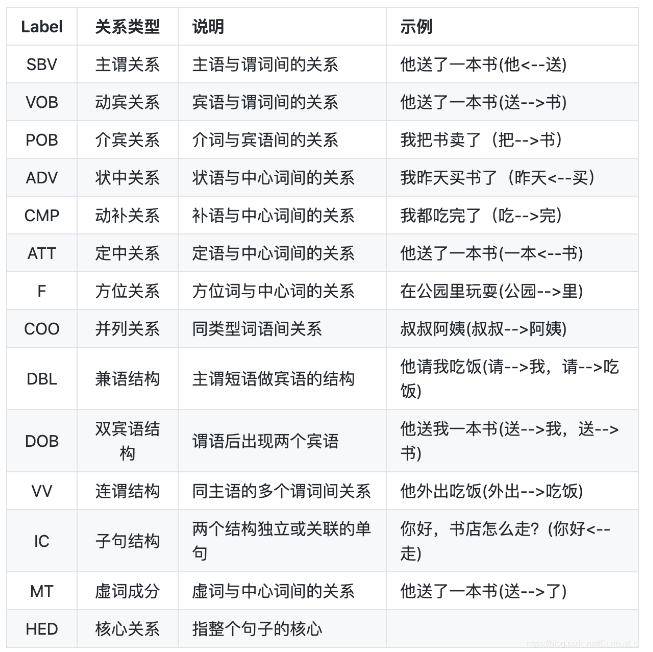 Label 关系类型 说明 示例
SBV 主谓关系 主语与谓词间的关系 他送了一本书(他<--送)
VOB 动宾关系 宾语与谓词间的关系 他送了一本书(送-->书)
POB 介宾关系 介词与宾语间的关系 我把书卖了（把-->书）
ADV 状中关系 状语与中心词间的关系 我昨天买书了（昨天<--买）
CMP 动补关系 补语与中心词间的关系 我都吃完了（吃-->完）
ATT 定中关系 定语与中心词间的关系 他送了一本书(一本<--书)
F 方位关系 方位词与中心词的关系 在公园里玩耍(公园-->里)
COO 并列关系 同类型词语间关系 叔叔阿姨(叔叔-->阿姨)
DBL 兼语结构 主谓短语做宾语的结构 他请我吃饭(请-->我，请-->吃
饭)
DOB 双宾语结
构 谓语后出现两个宾语 他送我一本书(送-->我，送-->
书)
VV 连谓结构 同主语的多个谓词间关系 他外出吃饭(外出-->吃饭)
IC 子句结构 两个结构独立或关联的单
句 你好，书店怎么走？(你好<--
走)
MT 虚词成分 虚词与中心词间的关系 他送了一本书(送-->了)
HED 核心关系 指整个句子的核心